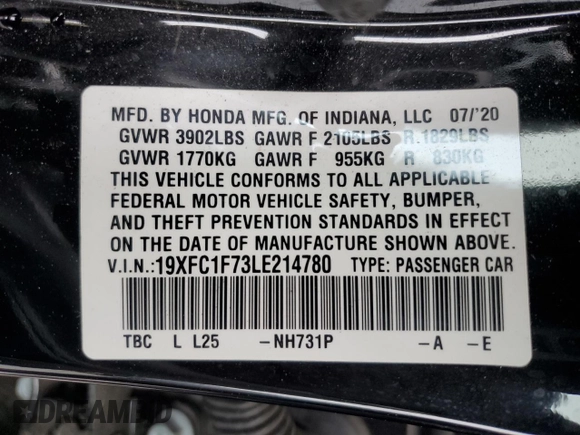 MFD. BY HONDA MFG. OF INDIANA, LLC 07/'20
GVWR 3902LBS GAWR F 2105LBS R 1829LBS
GVWR 1770KG GAWR F 955KG R 830KG
THIS VEHICLE CONFORMS TO ALL APPLICABLE
FEDERAL MOTOR VEHICLE SAFETY, BUMPER,
AND THEFT PREVENTION STANDARDS IN EFFECT
ON THE DATE OF MANUFACTURE SHOWN ABOVE.
V.I.N.:19XFC1F73LE214780 TYPE: PASSENGER CAR
TBC L L25 -NH731P -A -E
DREAMBID